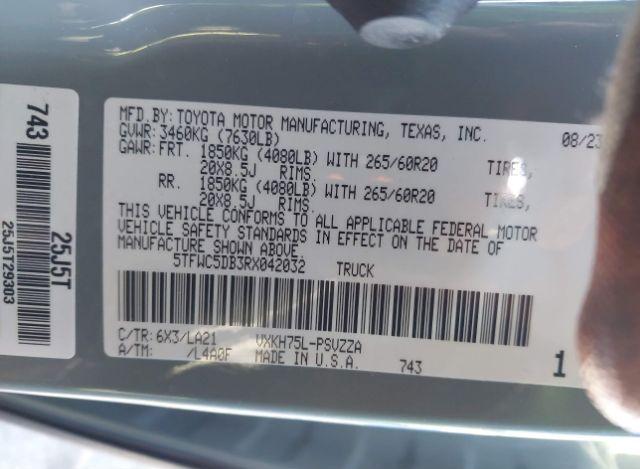 743
25J5T
25J5T29303
MFD.BY: TOYOTA MOTOR MANUFACTURING, TEXAS, INC. 08/23
GVWR: 3460KG (7630LB)
GAWR: FRT. 1850KG (4080LB) WITH 265/60R20 TIRES,
20X8.5J RIMS.
RR. 1850KG (4080LB) WITH 265/60R20 TIRES,
20X8.5J RIMS.
THIS VEHICLE CONFORMS TO ALL APPLICABLE FEDERAL MOTOR
VEHICLE SAFETY STANDARDS IN EFFECT ON THE DATE OF
MANUFACTURE SHOWN ABOVE.
5TFWC5DB3RX042032 TRUCK
C/TR: 6X3/LA21 VXKH75L-PSVZZA
A/TM: /L4A0F MADE IN U.S.A. 743 1